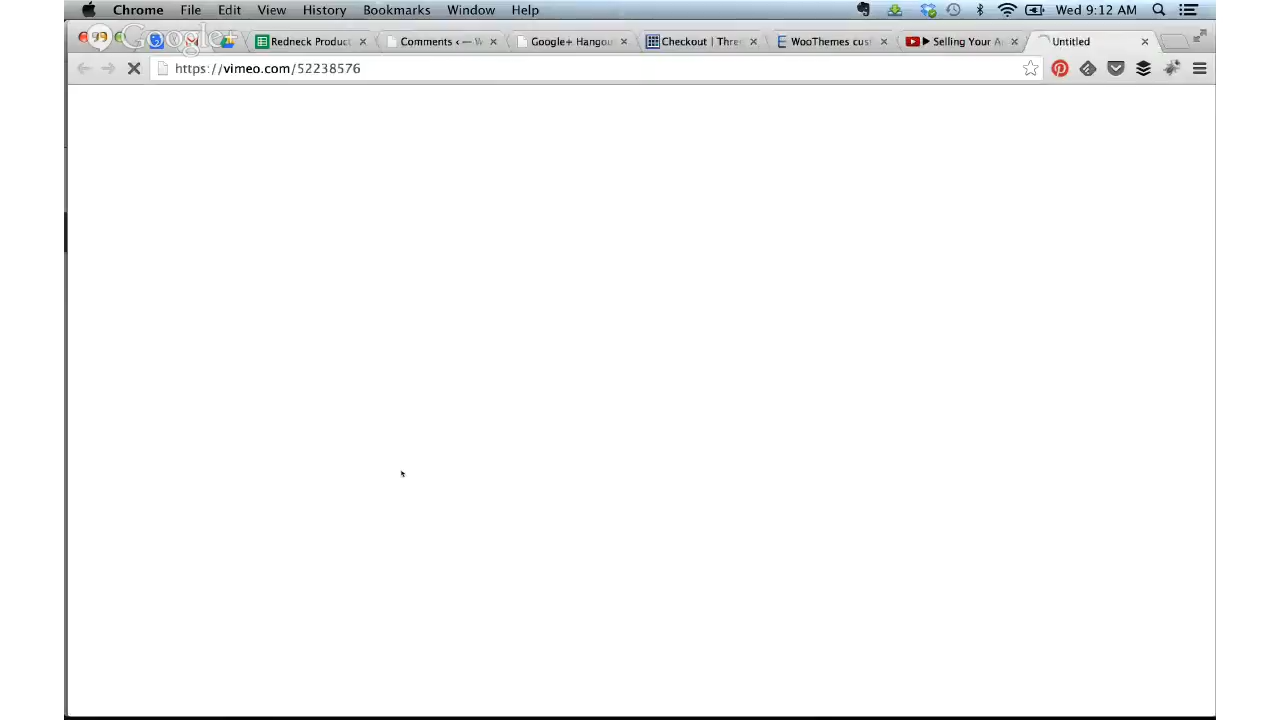 Chrome File Edit View History Bookmarks Window Help Wed 9:12 AM
Google+ Redneck Product Comments ‹ — W Google+ Hangou Checkout | Thre WooThemes cus Selling Your A Untitled
https://vimeo.com/52238576